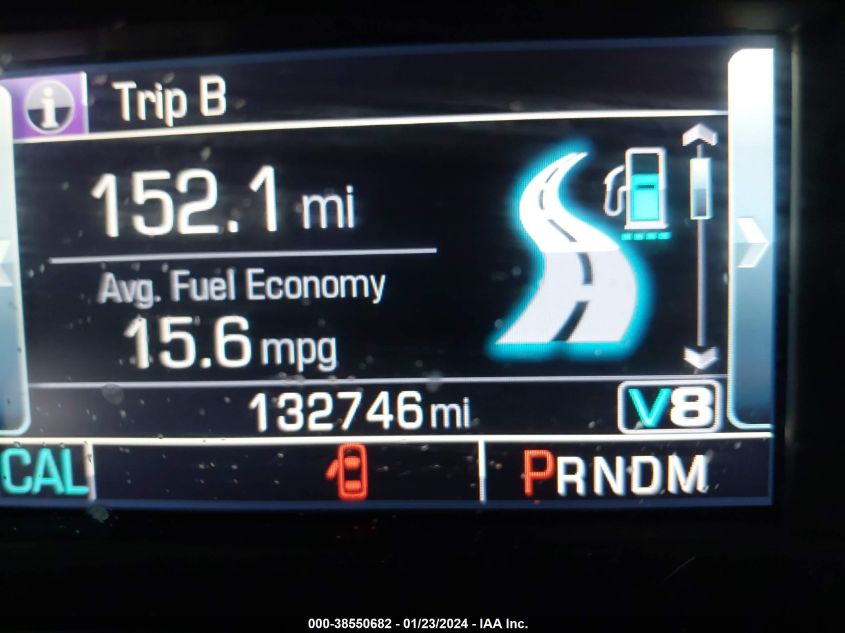 i Trip B
152.1 mi
Avg. Fuel Economy
15.6 mpg
132746 mi V8
CAL PRNDM
000-38550682 - 01/23/2024 - IAA Inc.